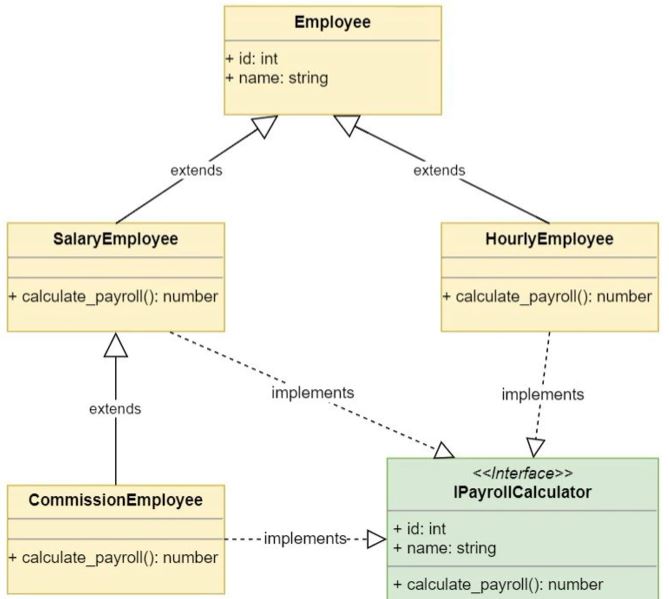 Employee
+ id: int
+ name: string
extends
extends
SalaryEmployee
+ calculate_payroll(): number
HourlyEmployee
+ calculate_payroll(): number
implements
implements
extends
CommissionEmployee
+ calculate_payroll(): number
implements
<<Interface>>
IPayrollCalculator
+ id: int
+ name: string
+ calculate_payroll(): number